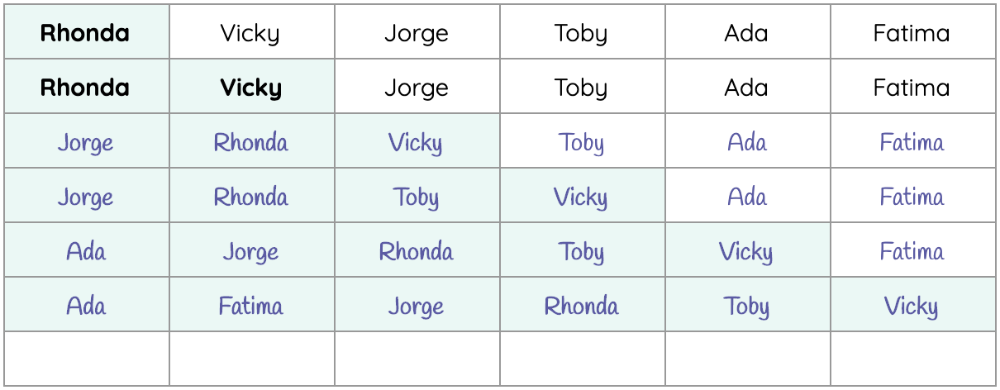 Rhonda Vicky Jorge Toby Ada Fatima
Rhonda Vicky Jorge Toby Ada Fatima
Jorge Rhonda Vicky Toby Ada Fatima
Jorge Rhonda Toby Vicky Ada Fatima
Ada Jorge Rhonda Toby Vicky Fatima
Ada Fatima Jorge Rhonda Toby Vicky